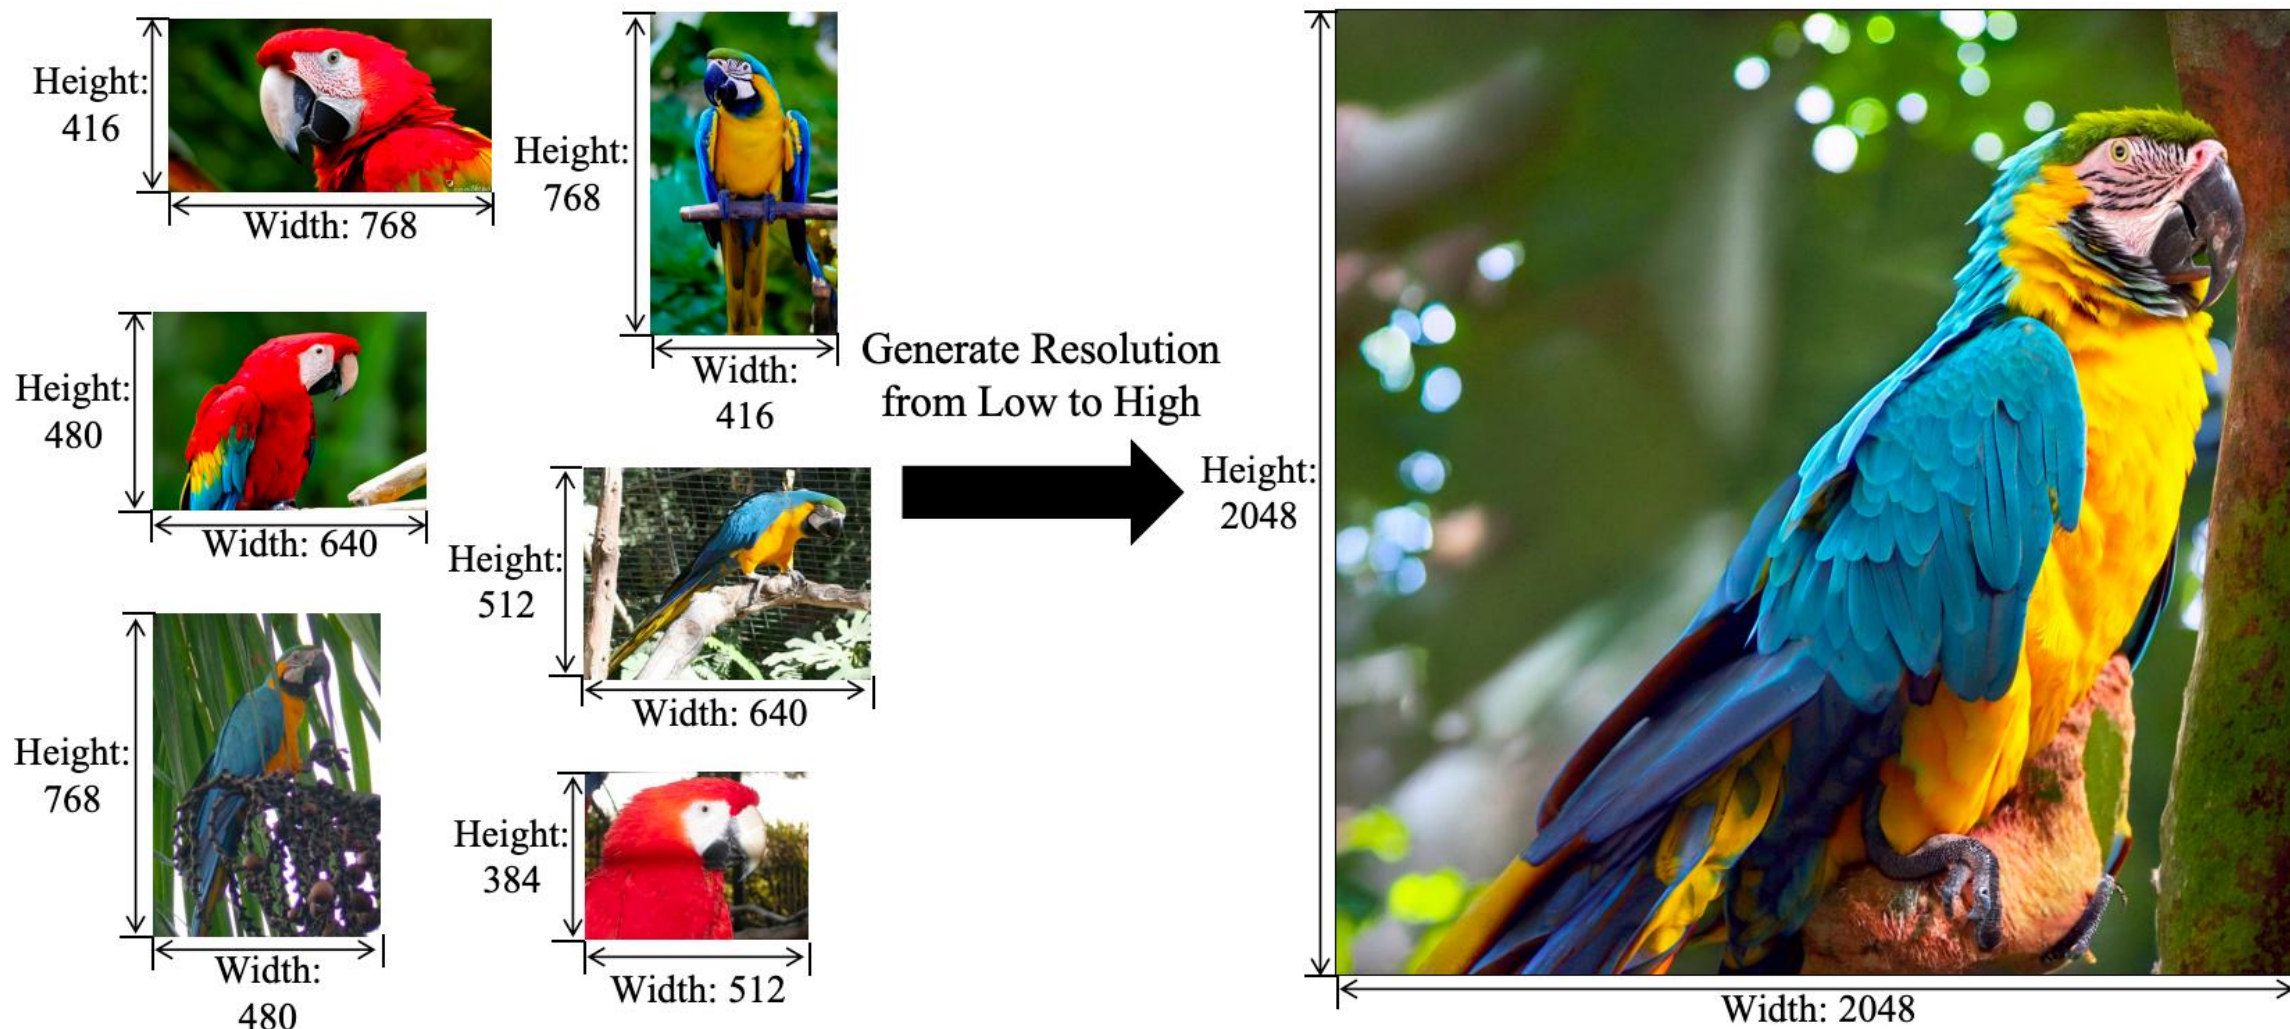 Height:
416
Width: 768
Height:
480
Width: 640
Height:
768
Width:
480
Height:
768
Width:
416
Height:
512
Width: 640
Height:
384
Width: 512
Generate Resolution
from Low to High
Height:
2048
Width: 2048